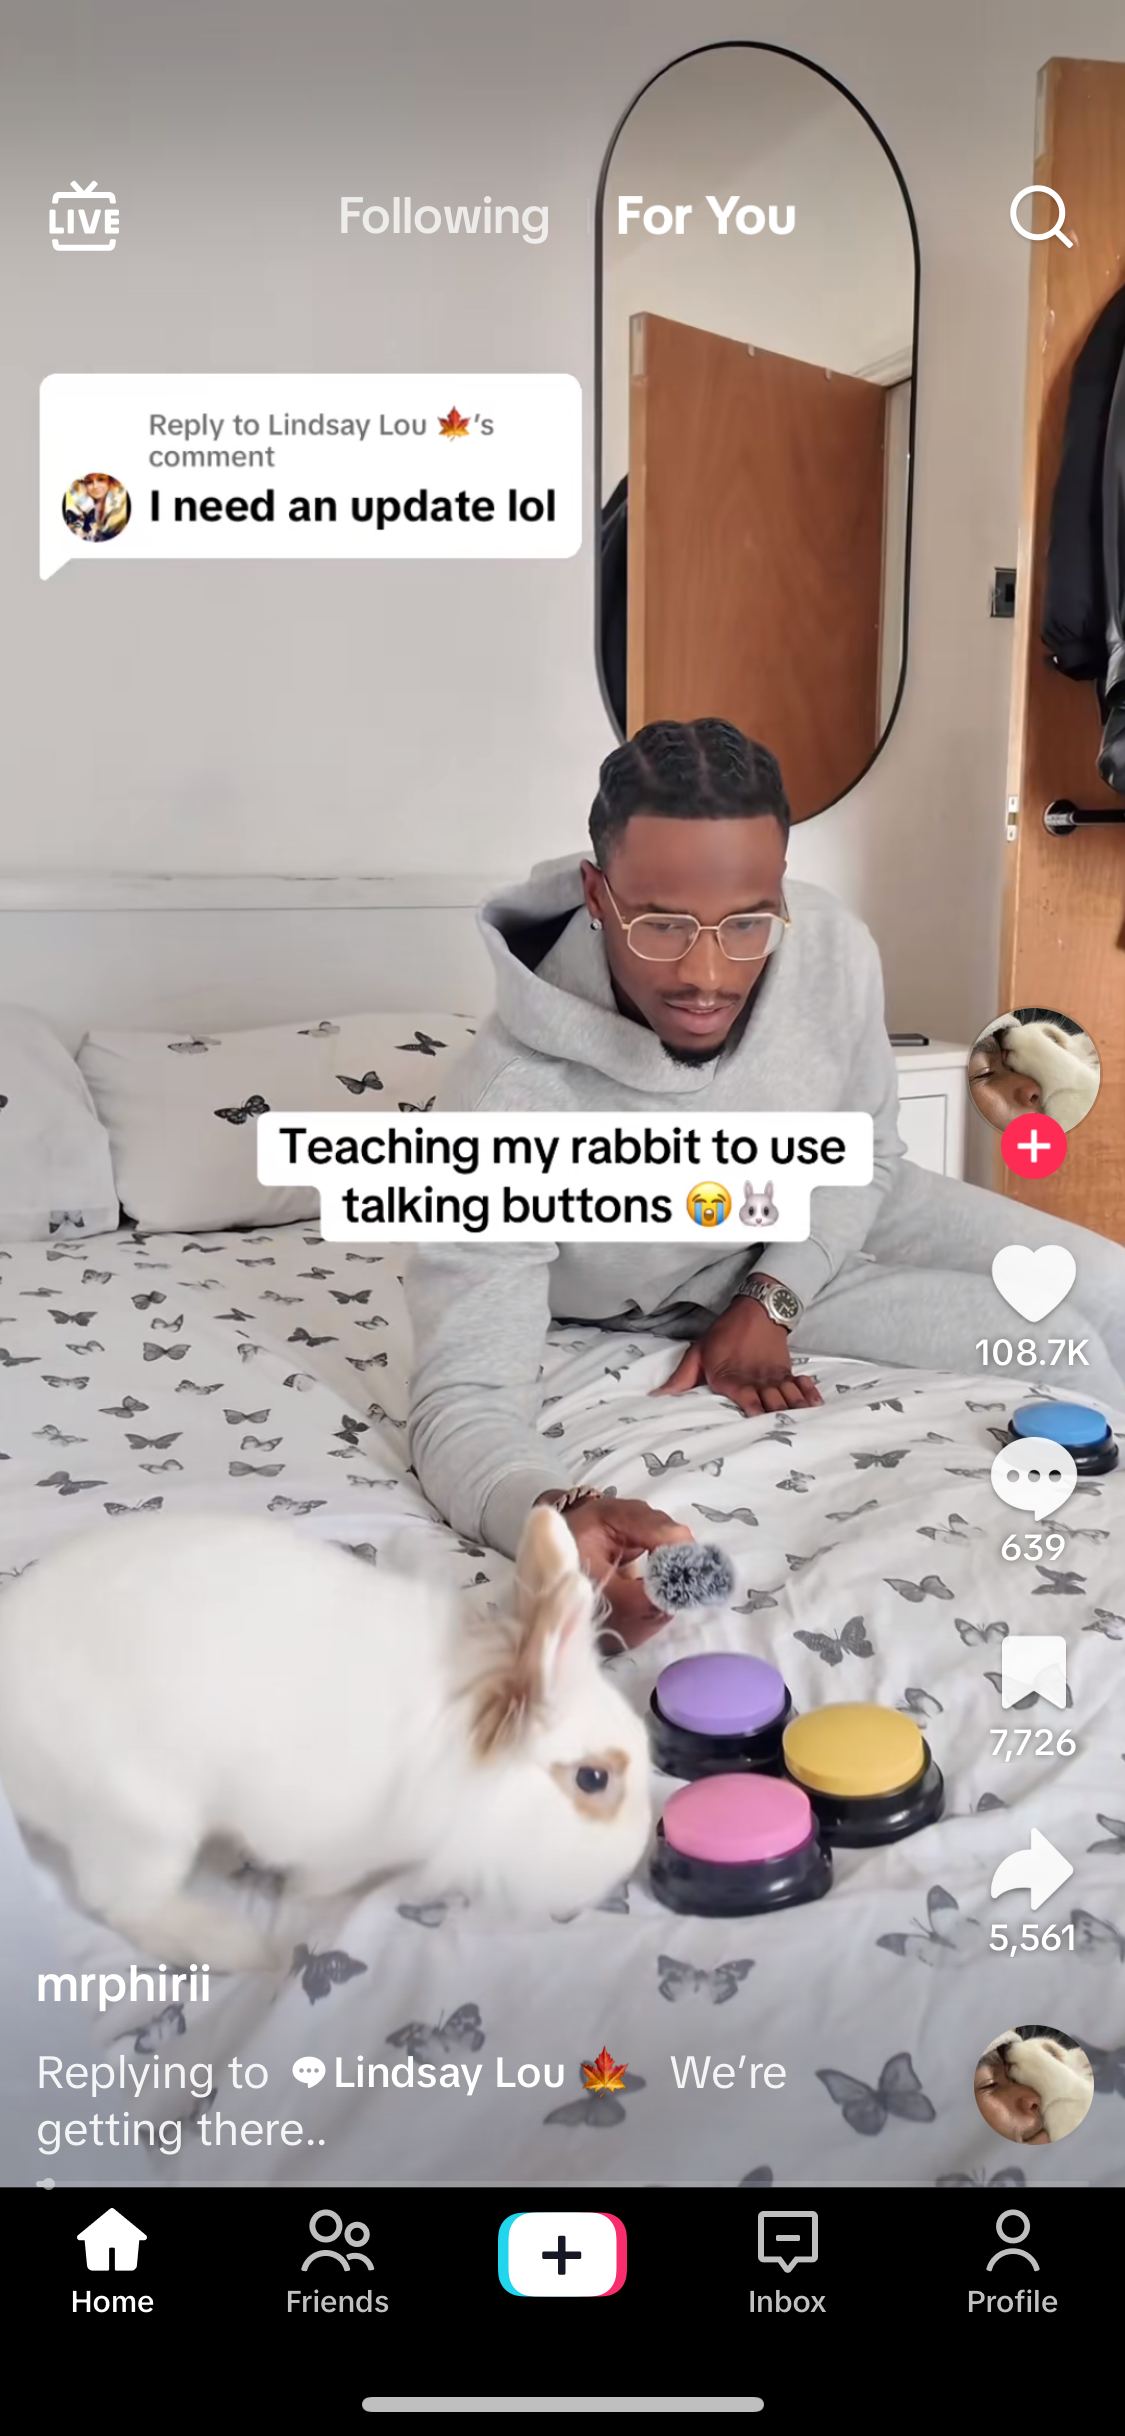 LIVE
Following
For You
Reply to Lindsay Lou 🍁's
comment
I need an update lol
Teaching my rabbit to use
talking buttons 😭🐰
108.7K
639
7,726
5,561
mrphirii
Replying to 💬Lindsay Lou 🍁 We're
getting there..
Home
Friends
Inbox
Profile